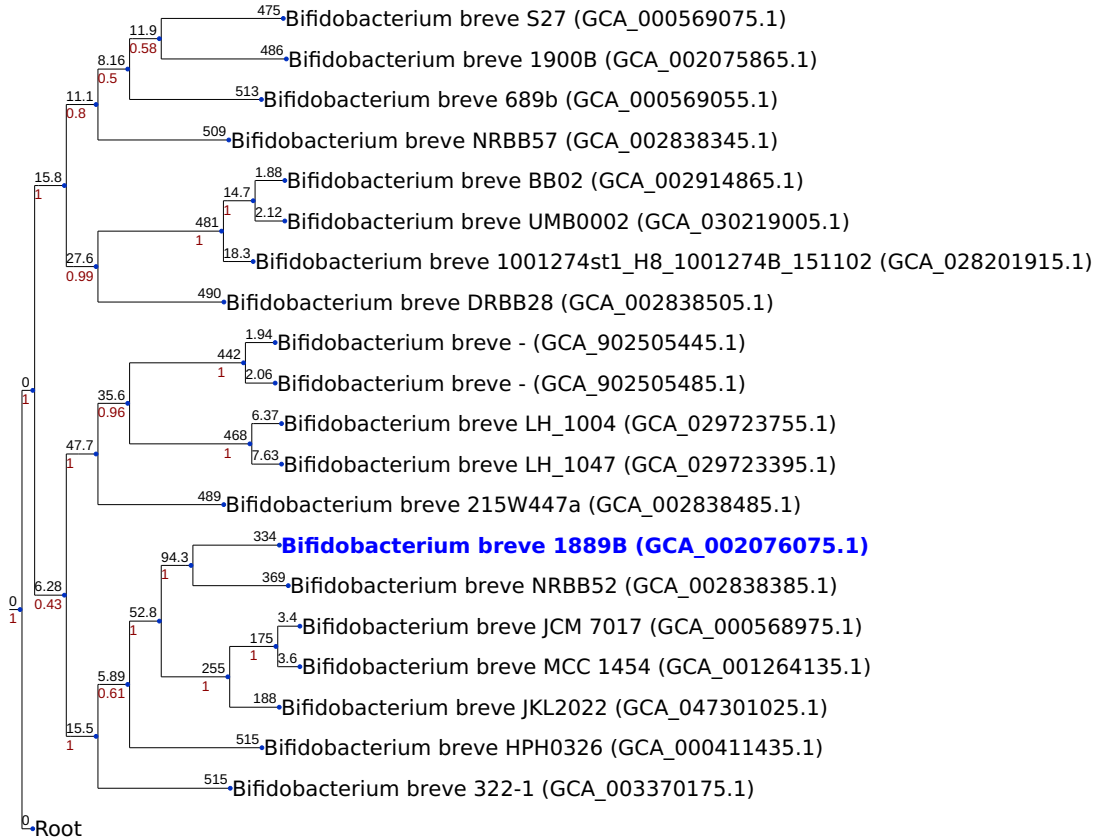 475 Bifidobacterium breve S27 (GCA_000569075.1)
11.9
0.58
486 Bifidobacterium breve 1900B (GCA_002075865.1)
8.16
0.5
513 Bifidobacterium breve 689b (GCA_000569055.1)
11.1
0.8
509 Bifidobacterium breve NRBB57 (GCA_002838345.1)
15.8
1
1.88 Bifidobacterium breve BB02 (GCA_002914865.1)
14.7
1
2.12 Bifidobacterium breve UMB0002 (GCA_030219005.1)
481
1
18.3 Bifidobacterium breve 1001274st1_H8_1001274B_151102 (GCA_028201915.1)
27.6
0.99
490 Bifidobacterium breve DRBB28 (GCA_002838505.1)
1.94 Bifidobacterium breve - (GCA_902505445.1)
442
1
2.06 Bifidobacterium breve - (GCA_902505485.1)
0
1
35.6
0.96
6.37 Bifidobacterium breve LH_1004 (GCA_029723755.1)
468
1
7.63 Bifidobacterium breve LH_1047 (GCA_029723395.1)
47.7
1
489 Bifidobacterium breve 215W447a (GCA_002838485.1)
334 Bifidobacterium breve 1889B (GCA_002076075.1)
94.3
1
369 Bifidobacterium breve NRBB52 (GCA_002838385.1)
6.28
0.43
0
1
52.8
1
3.4 Bifidobacterium breve JCM 7017 (GCA_000568975.1)
175
1
3.6 Bifidobacterium breve MCC 1454 (GCA_001264135.1)
255
1
188 Bifidobacterium breve JKL2022 (GCA_047301025.1)
5.89
0.61
515 Bifidobacterium breve HPH0326 (GCA_000411435.1)
15.5
1
515 Bifidobacterium breve 322-1 (GCA_003370175.1)
0 Root